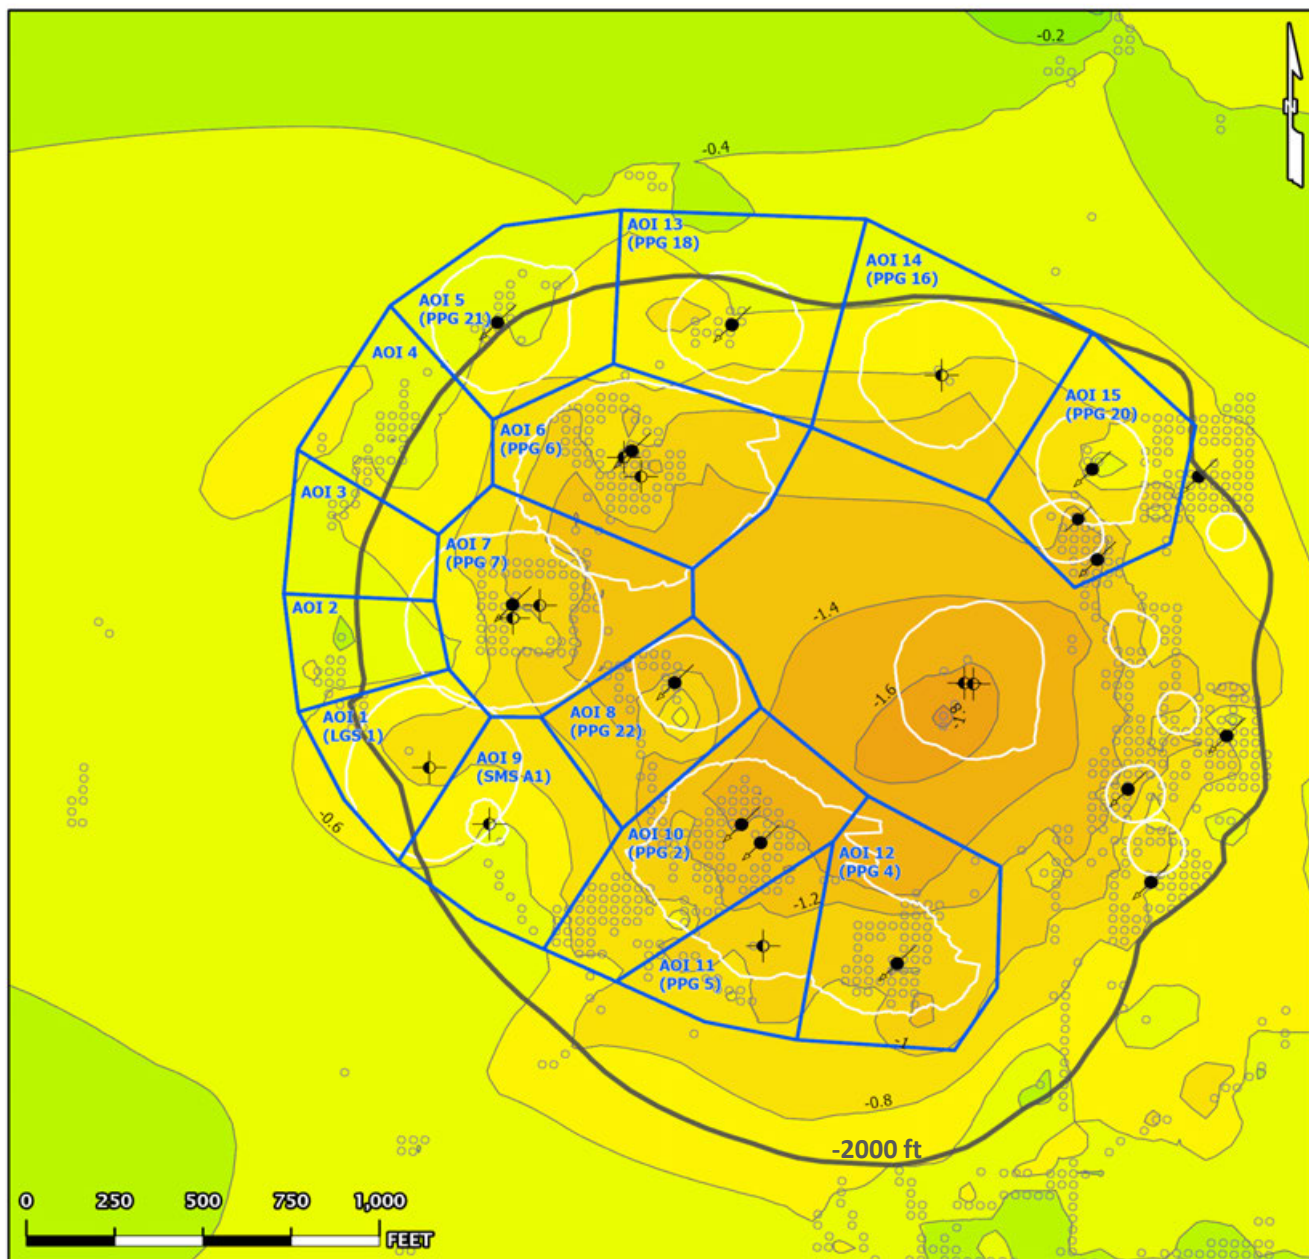 -0.2
N
-0.4
AOI 13
(PPG 18)
AOI 14
(PPG 16)
AOI 5
(PPG 21)
AOI 4
AOI 15
(PPG 20)
AOI 6
(PPG 6)
AOI 3
AOI 7
(PPG 7)
AOI 2
-1.4
-1.6
-1.8
AOI 1
(LGS 1)
AOI 8
(PPG 22)
AOI 9
(SMS A1)
-0.6
AOI 10
(PPG 2)
AOI 12
(PPG 4)
-1.2
AOI 11
(PPG 5)
-1
-0.8
-2000 ft
0 250 500 750 1,000
FEET